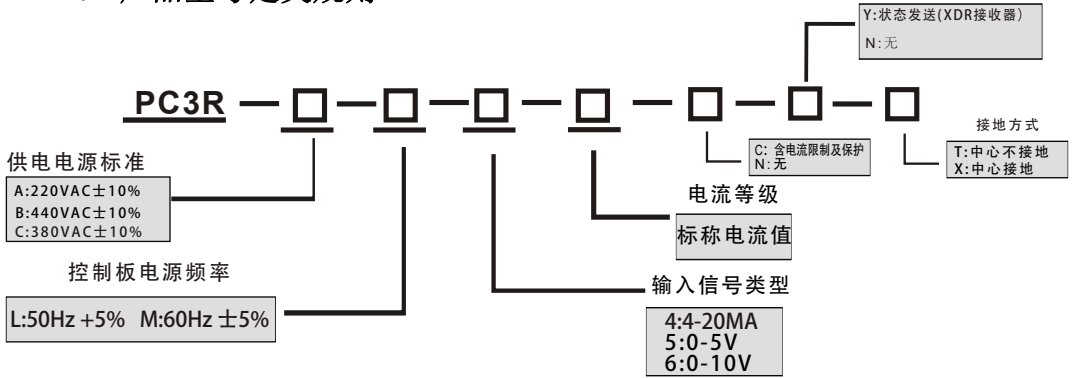 Y:状态发送(XDR接收器)
N:无
PC3R
接地方式
T:中心不接地
X:中心接地
C: 含电流限制及保护
N:无
供电电源标准
A:220VAC±10%
B:440VAC±10%
C:380VAC±10%
电流等级
标称电流值
控制板电源频率
L:50Hz +5% M:60Hz ±5%
输入信号类型
4:4-20MA
5:0-5V
6:0-10V